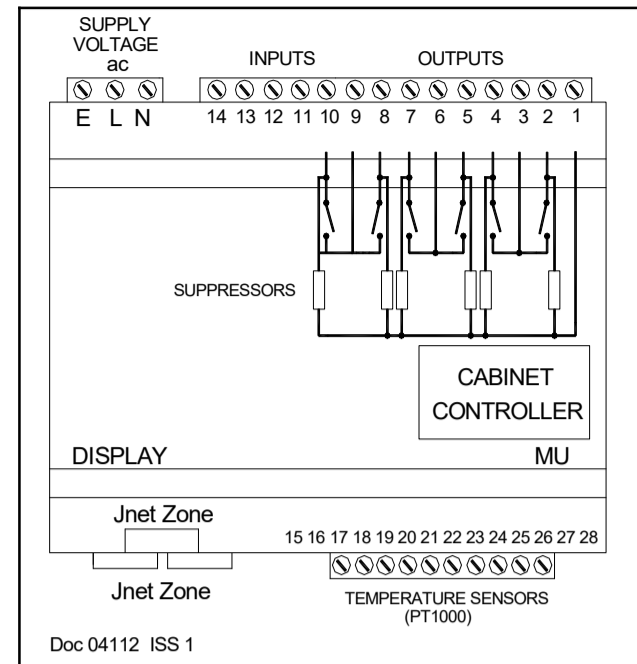 SUPPLY
VOLTAGE
ac
INPUTS OUTPUTS
E L N 14 13 12 11 10 9 8 7 6 5 4 3 2 1
SUPPRESSORS
CABINET
CONTROLLER
DISPLAY MU
Jnet Zone
15 16 17 18 19 20 21 22 23 24 25 26 27 28
Jnet Zone
TEMPERATURE SENSORS
(PT1000)
Doc 04112 ISS 1